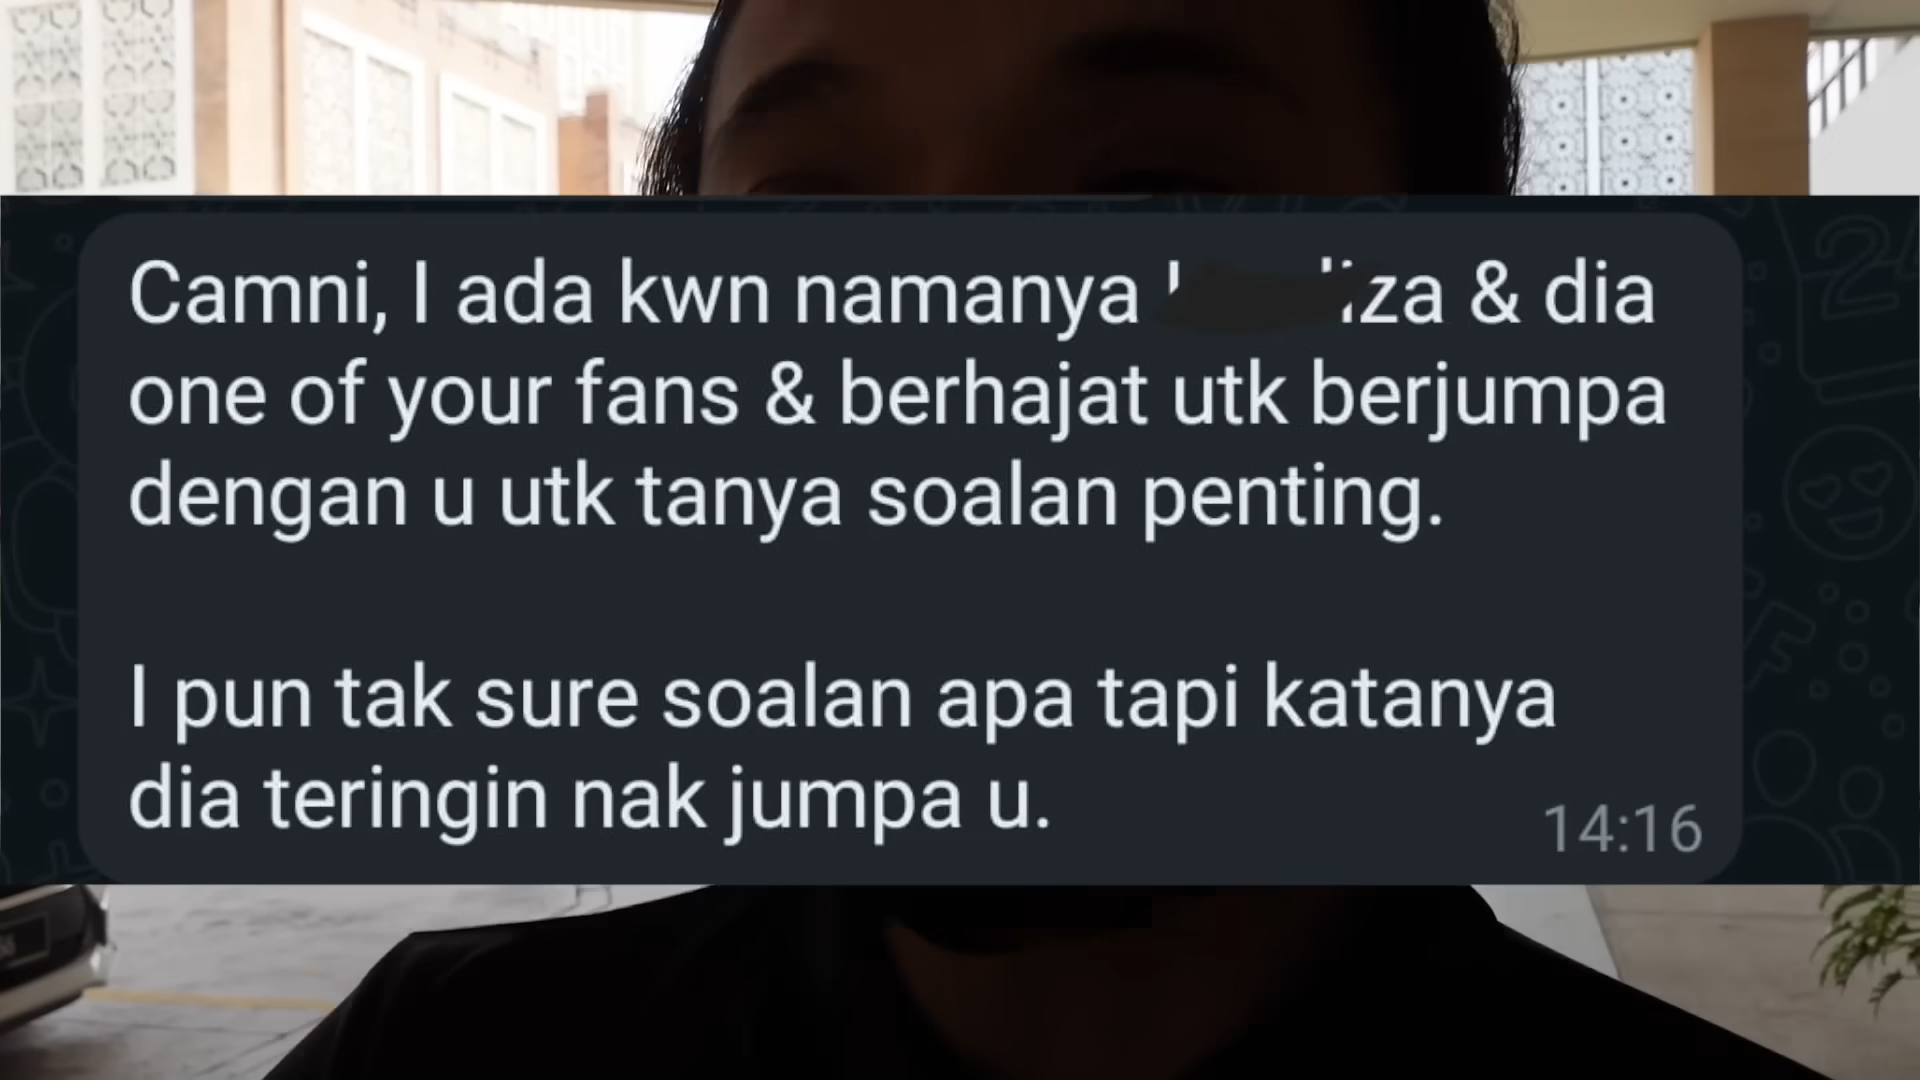 Camni, I ada kwn namanya & dia
one of your fans & berhajat utk berjumpa
dengan u utk tanya soalan penting.
I pun tak sure soalan apa tapi katanya
dia teringin nak jumpa u.
14:16